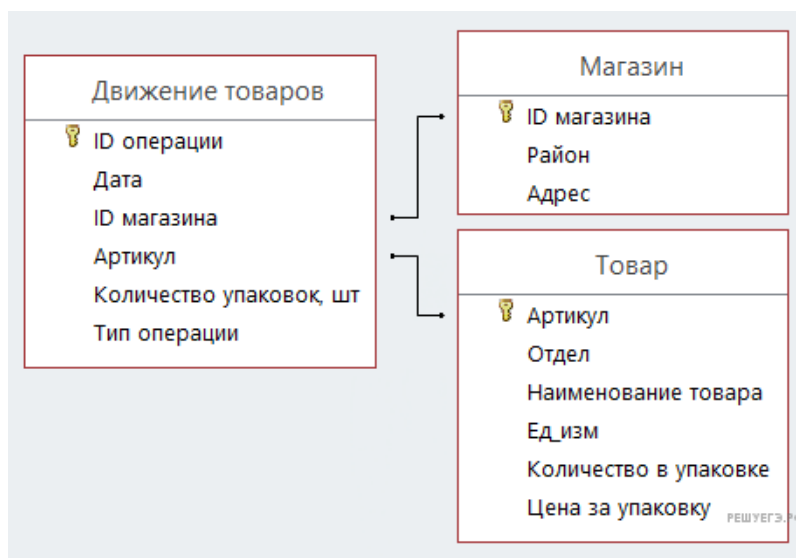 Движение товаров
ID операции
Дата
ID магазина
Артикул
Количество упаковок, шт
Тип операции
Магазин
ID магазина
Район
Адрес
Товар
Артикул
Отдел
Наименование товара
Ед_изм
Количество в упаковке
Цена за упаковку
РЕШУЕГЭ.Р